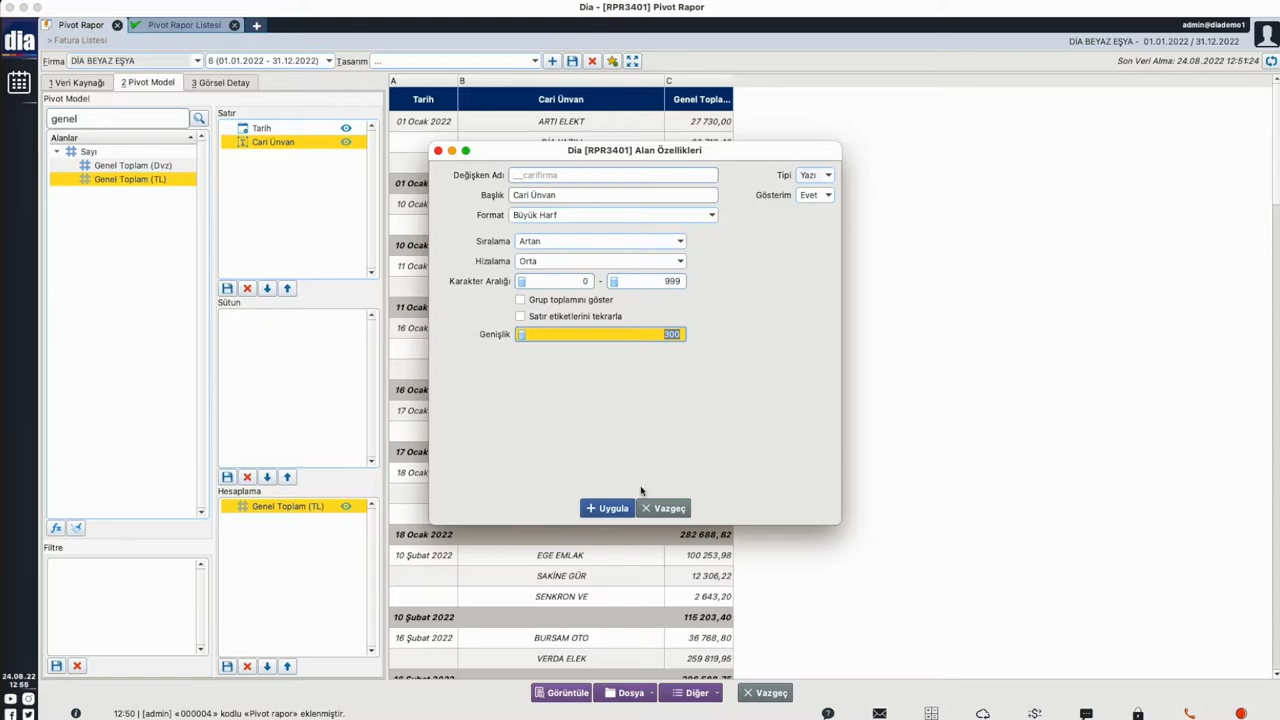 Dia - [RPR3401] Pivot Rapor
Pivot Rapor
Pivot Rapor Listesi
admin@diademo1
dia
> Fatura Listesi
DİA BEYAZ EŞYA - 01.01.2022 / 31.12.2022
Firma DİA BEYAZ EŞYA 6 (01.01.2022 - 31.12.2022) Tasarım ... Son Veri Alma: 24.08.2022 12:51:24
1 Veri Kaynağı 2 Pivot Model 3 Görsel Detay
Pivot Model
genel
Alanlar
Sayı
Genel Toplam (Dvz)
Genel Toplam (TL)
Filtre
Satır
Tarih
Cari Ünvan
Sütun
Hesaplama
Genel Toplam (TL)
A B C
Tarih Cari Ünvan Genel Topla...
01 Ocak 2022 ARTI ELEKT 27 730,00
01 Ocak
10 Ocak
10 Ocak
11 Ocak
11 Ocak
16 Ocak
16 Ocak
17 Ocak
17 Ocak
18 Ocak
18 Ocak 2022 282 688,82
10 Şubat 2022 EGE EMLAK 100 253,98
SAKİNE GÜR 12 306,22
SENKRON VE 2 643,20
10 Şubat 2022 115 203,40
16 Şubat 2022 BURSAM OTO 36 768,80
VERDA ELEK 259 819,95
Dia [RPR3401] Alan Özellikleri
Değişken Adı __carifirma Tipi Yazı
Başlık Cari Ünvan Gösterim Evet
Format Büyük Harf
Sıralama Artan
Hizalama Orta
Karakter Aralığı 0 - 999
Grup toplamını göster
Satır etiketlerini tekrarla
Genişlik 300
Uygula Vazgeç
Görüntüle Dosya Diğer Vazgeç
24.08.22
12 55
12:50 | [admin] «000004» kodlu «Pivot rapor» eklenmiştir.